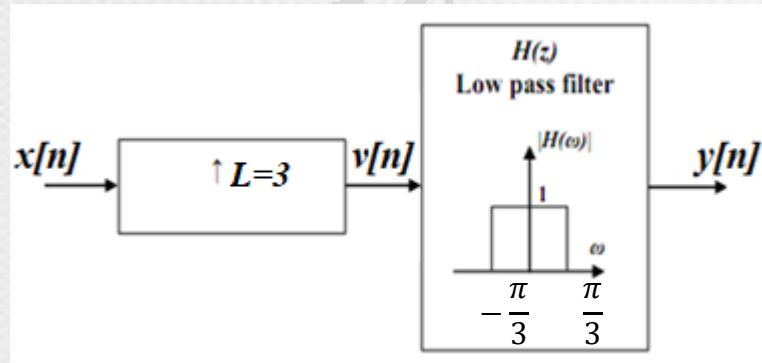 H(z)
Low pass filter
|H(ω)|
x[n]
↑ L=3
v[n]
y[n]
1
ω
−π/3
π/3